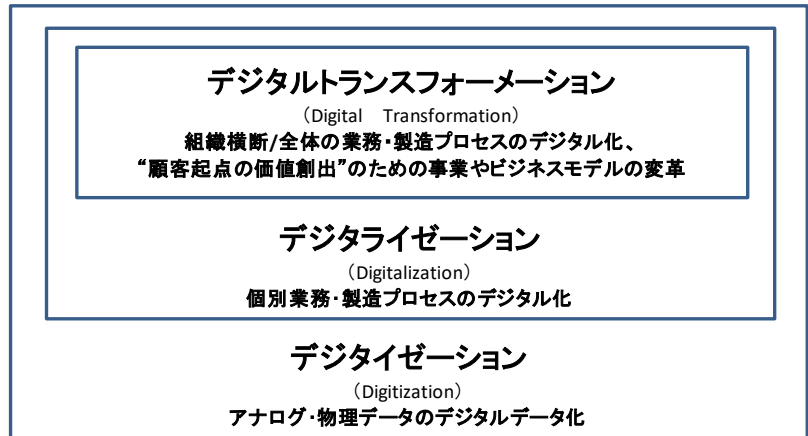 デジタルトランスフォーメーション
（Digital　Transformation）
組織横断/全体の業務・製造プロセスのデジタル化、
“顧客起点の価値創出”のための事業やビジネスモデルの変革
デジタライゼーション
（Digitalization）
個別業務・製造プロセスのデジタル化
デジタイゼーション
（Digitization）
アナログ・物理データのデジタルデータ化